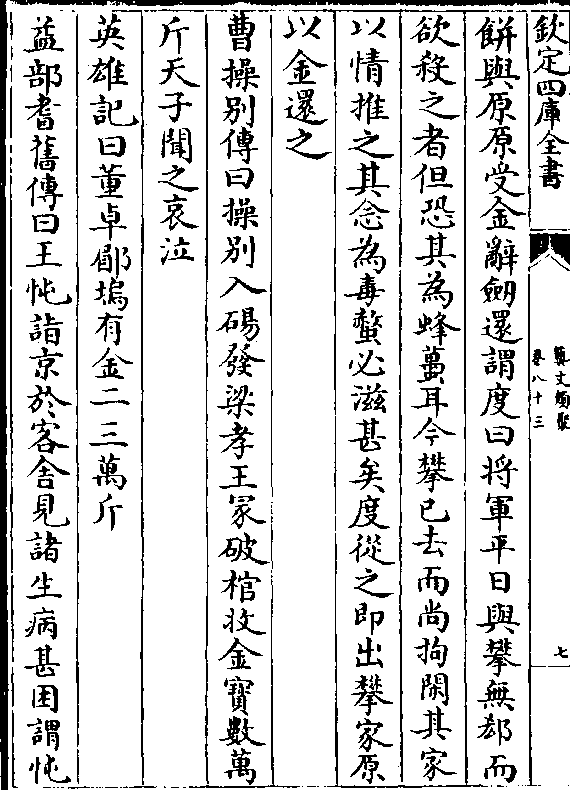 欽定四庫全書
藝文類聚
卷八十三
七
餅與原原受金辭劒還謂度曰将軍平日與攀無郄而
欲殺之者但恐其為蜂蠆耳今攀已去而尚拘閑其家
以情推之其念為毒螫必滋甚矣度從之即出攀家原
以金還之
曹操别傳曰操别入碭發梁孝王冢破棺收金寶數萬
斤天子聞之哀泣
英雄記曰董卓郿塢有金二三萬斤
益部耆舊傳曰王忳詣京於客舎見諸生病甚困謂忳